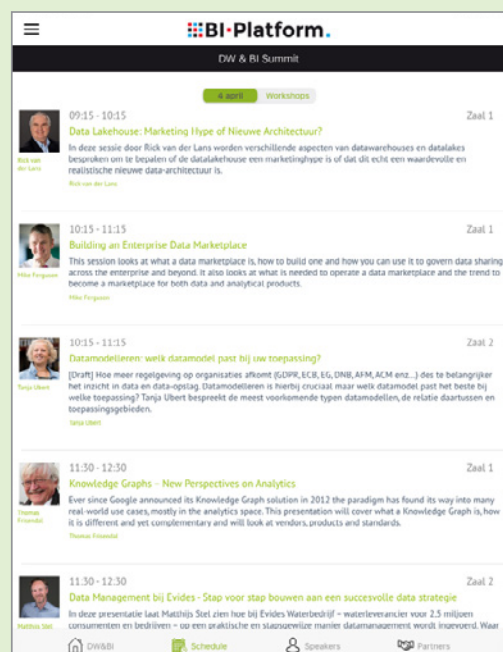 BI·Platform.
DW & BI Summit
4 april Workshops
09:15 - 10:15 Zaal 1
Data Lakehouse: Marketing Hype of Nieuwe Architectuur?
In deze sessie door Rick van der Lans worden verschillende aspecten van datawarehouses en datalakes
besproken om te bepalen of de datalakehouse een marketinghype is of dat dit echt een waardevolle en
realistische nieuwe data-architectuur is.
Rick van der Lans
Rick van
der Lans
10:15 - 11:15 Zaal 1
Building an Enterprise Data Marketplace
This session looks at what a data marketplace is, how to build one and how you can use it to govern data sharing
across the enterprise and beyond. It also looks at what is needed to operate a data marketplace and the trend to
become a marketplace for both data and analytical products.
Mike Ferguson
Mike Ferguson
10:15 - 11:15 Zaal 2
Datamodelleren: welk datamodel past bij uw toepassing?
[Draft] Hoe meer regelgeving op organisaties afkomt (GDPR, ECB, EG, DNB, AFM, ACM enz...) des te belangrijker
het inzicht in data en data-opslag. Datamodelleren is hierbij cruciaal maar welk datamodel past het beste bij
welke toepassing? Tanja Ubert bespreekt de meest voorkomende typen datamodellen, de relatie daartussen en
toepassingsgebieden.
Tanja Ubert
Tanja Ubert
11:30 - 12:30 Zaal 1
Knowledge Graphs – New Perspectives on Analytics
Ever since Google announced its Knowledge Graph solution in 2012 the paradigm has found its way into many
real-world use cases, mostly in the analytics space. This presentation will cover what a Knowledge Graph is, how
it is different and yet complementary and will look at vendors, products and standards.
Thomas Frisendal
Thomas
Frisendal
11:30 - 12:30 Zaal 2
Data Management bij Evides - Stap voor stap bouwen aan een succesvolle data strategie
In deze presentatie laat Matthijs Stel zien hoe bij Evides Waterbedrijf – waterleverancier voor 2.5 miljoen
consumenten en bedrijven – op een praktische en stapsgewijze manier datamanagement wordt ingevoerd. Waar
Matthijs Stel
DW&BI Schedule Speakers Partners